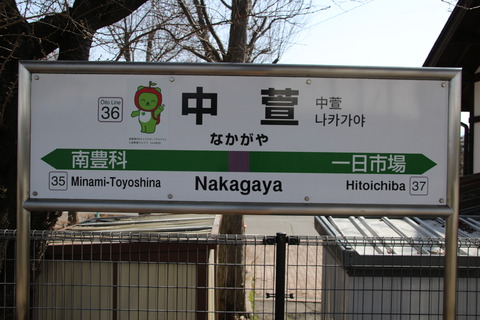 Oito Line
36
中萱
中萱
나카가야
なかがや
南豊科
一日市場
35 Minami-Toyoshina
Nakagaya
Hitoichiba 37